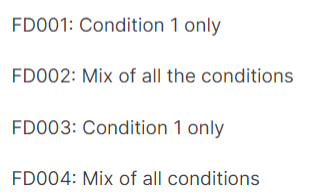 FD001: Condition 1 only
FD002: Mix of all the conditions
FD003: Condition 1 only
FD004: Mix of all conditions